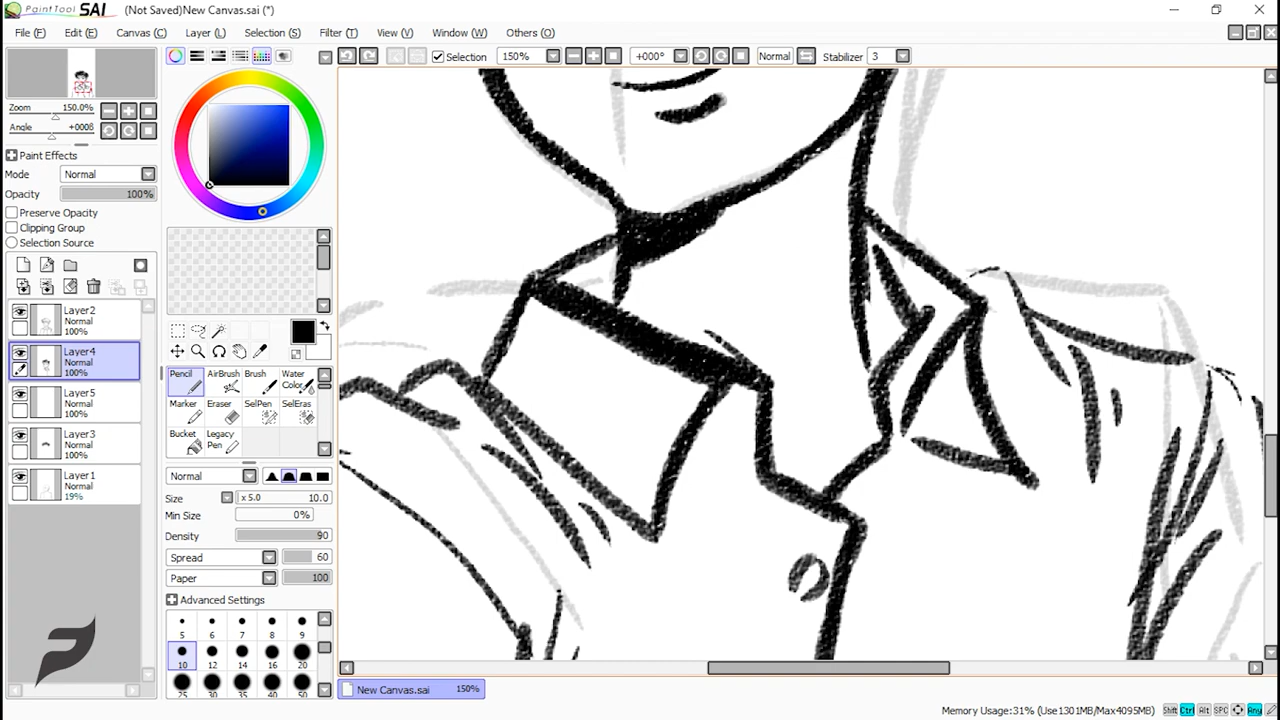 PaintTool SAI (Not Saved)New Canvas.sai (*)
File (F) Edit (E) Canvas (C) Layer (L) Selection (S) Filter (T) View (V) Window (W) Others (O)
Selection 150% +000° Normal Stabilizer 3
Zoom 150.0%
Angle +000ß
Paint Effects
Mode Normal
Opacity 100%
Preserve Opacity
Clipping Group
Selection Source
Layer2
Normal
100%
Layer4
Normal
100%
Layer5
Normal
100%
Layer3
Normal
100%
Layer1
Normal
19%
Pencil AirBrush Brush Water Color
Marker Eraser SelPen SelEras
Bucket Legacy Pen
Normal
Size x 5.0 10.0
Min Size 0%
Density 90
Spread 60
Paper 100
Advanced Settings
5 6 7 8 9
10 12 14 16 20
25 30 35 40 50
New Canvas.sai 150%
Memory Usage: 31% (Use1301MB/Max4095MB) Shift Ctrl Alt SPC Any